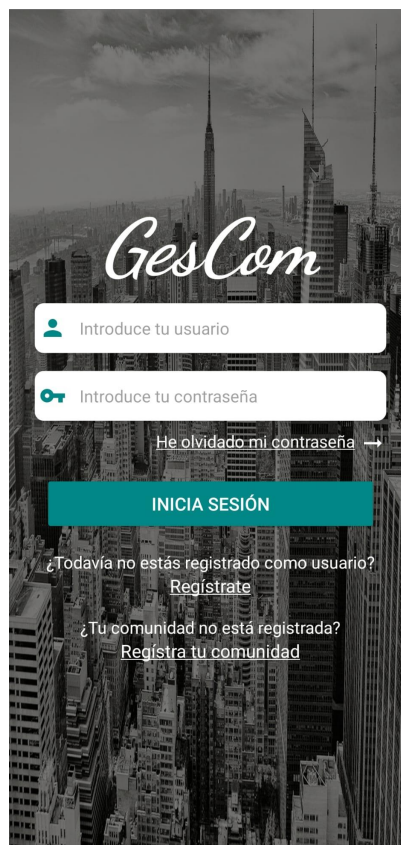 GesCom
Introduce tu usuario
Introduce tu contraseña
He olvidado mi contraseña →
INICIA SESIÓN
¿Todavía no estás registrado como usuario?
Regístrate
¿Tu comunidad no está registrada?
Regístra tu comunidad